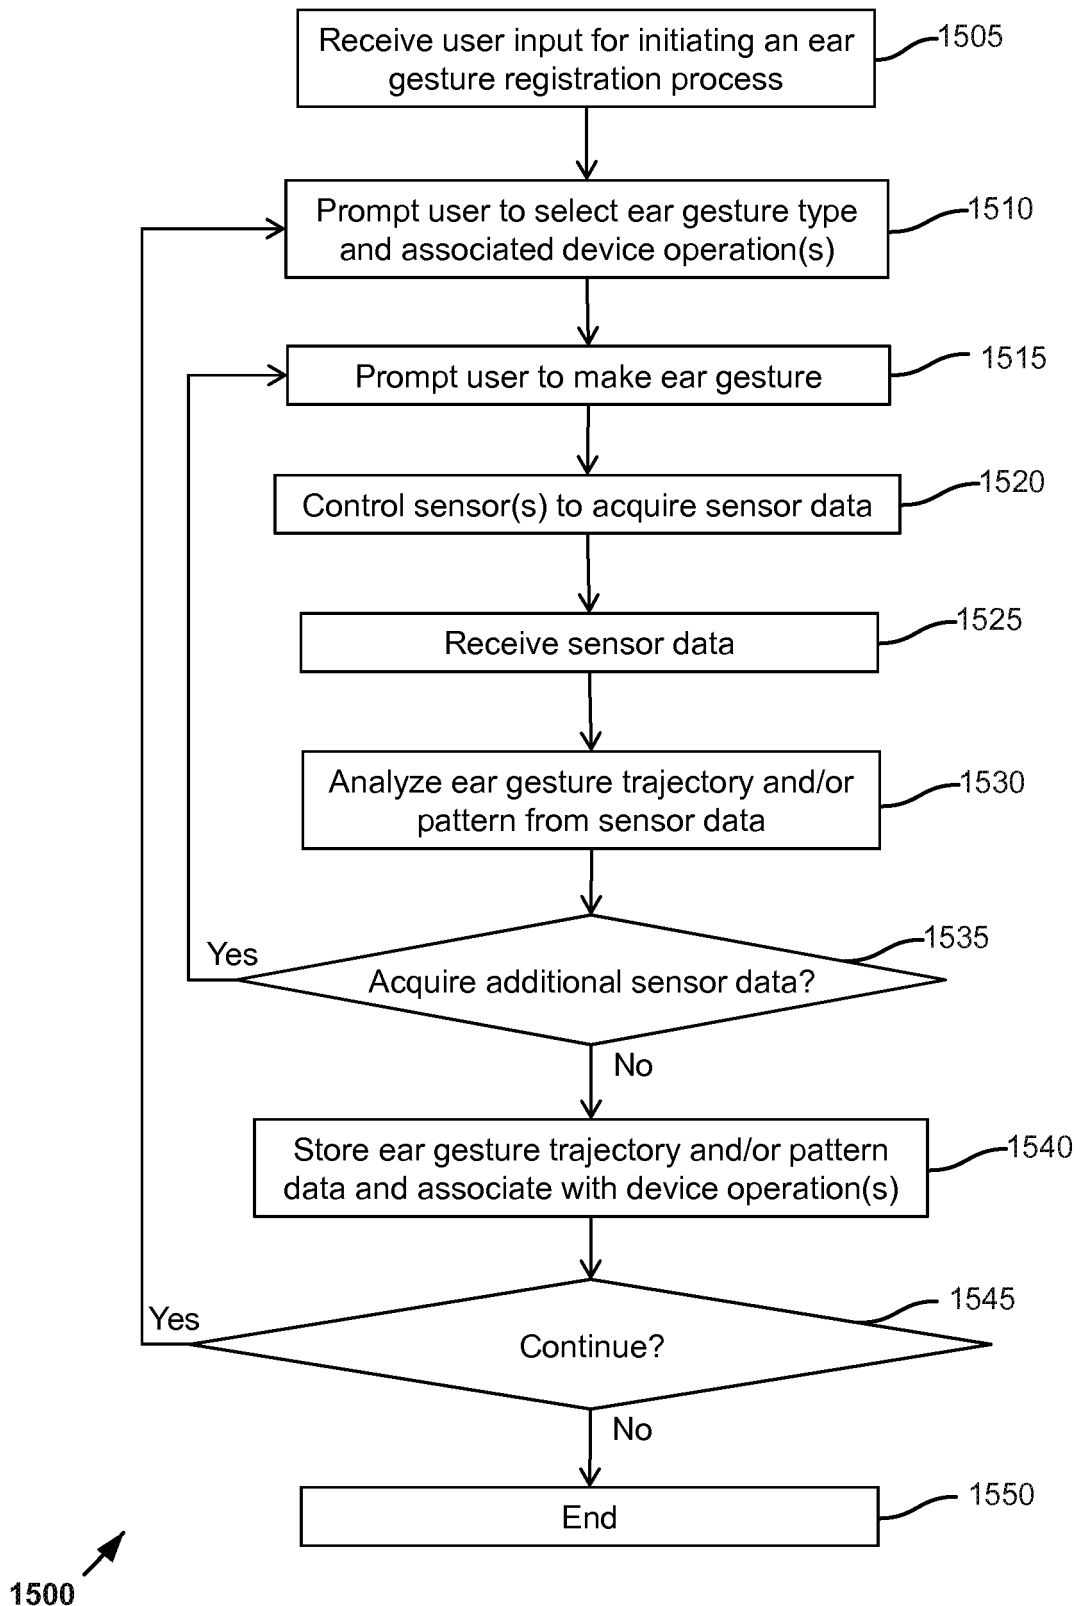 Receive user input for initiating an ear
gesture registration process
1505
Prompt user to select ear gesture type
and associated device operation(s)
1510
Prompt user to make ear gesture
1515
Control sensor(s) to acquire sensor data
1520
Receive sensor data
1525
Analyze ear gesture trajectory and/or
pattern from sensor data
1530
Yes
Acquire additional sensor data?
1535
No
Store ear gesture trajectory and/or pattern
data and associate with device operation(s)
1540
Yes
Continue?
1545
No
End
1550
1500